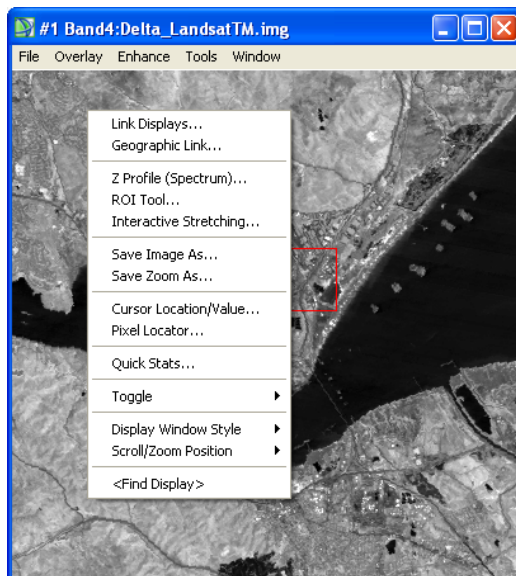 #1 Band4:Delta_LandsatTM.img
File Overlay Enhance Tools Window
Link Displays...
Geographic Link...
Z Profile (Spectrum)...
ROI Tool...
Interactive Stretching...
Save Image As...
Save Zoom As...
Cursor Location/Value...
Pixel Locator...
Quick Stats...
Toggle
Display Window Style
Scroll/Zoom Position
<Find Display>